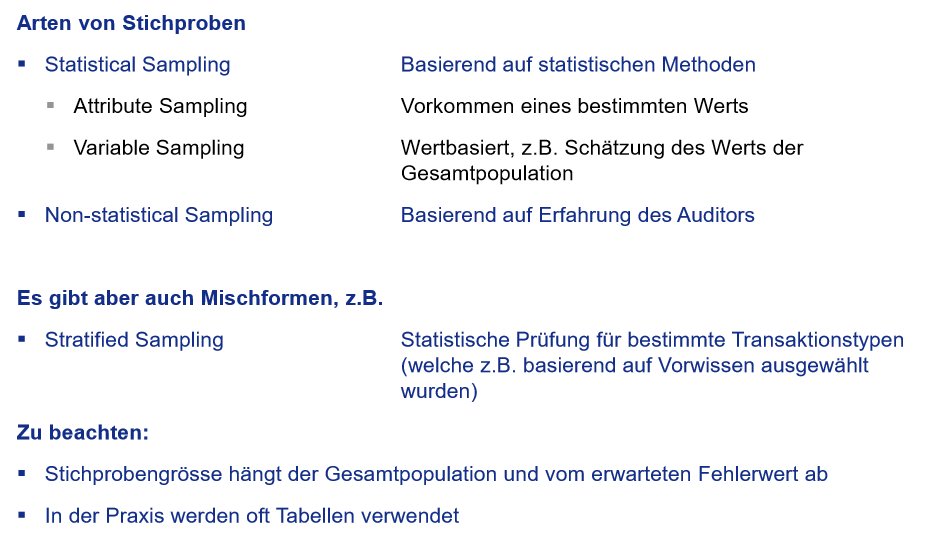 Arten von Stichproben
▪ Statistical Sampling Basierend auf statistischen Methoden
▪ Attribute Sampling Vorkommen eines bestimmten Werts
▪ Variable Sampling Wertbasiert, z.B. Schätzung des Werts der
Gesamtpopulation
▪ Non-statistical Sampling Basierend auf Erfahrung des Auditors
Es gibt aber auch Mischformen, z.B.
▪ Stratified Sampling Statistische Prüfung für bestimmte Transaktionstypen
(welche z.B. basierend auf Vorwissen ausgewählt
wurden)
Zu beachten:
▪ Stichprobengrösse hängt der Gesamtpopulation und vom erwarteten Fehlerwert ab
▪ In der Praxis werden oft Tabellen verwendet